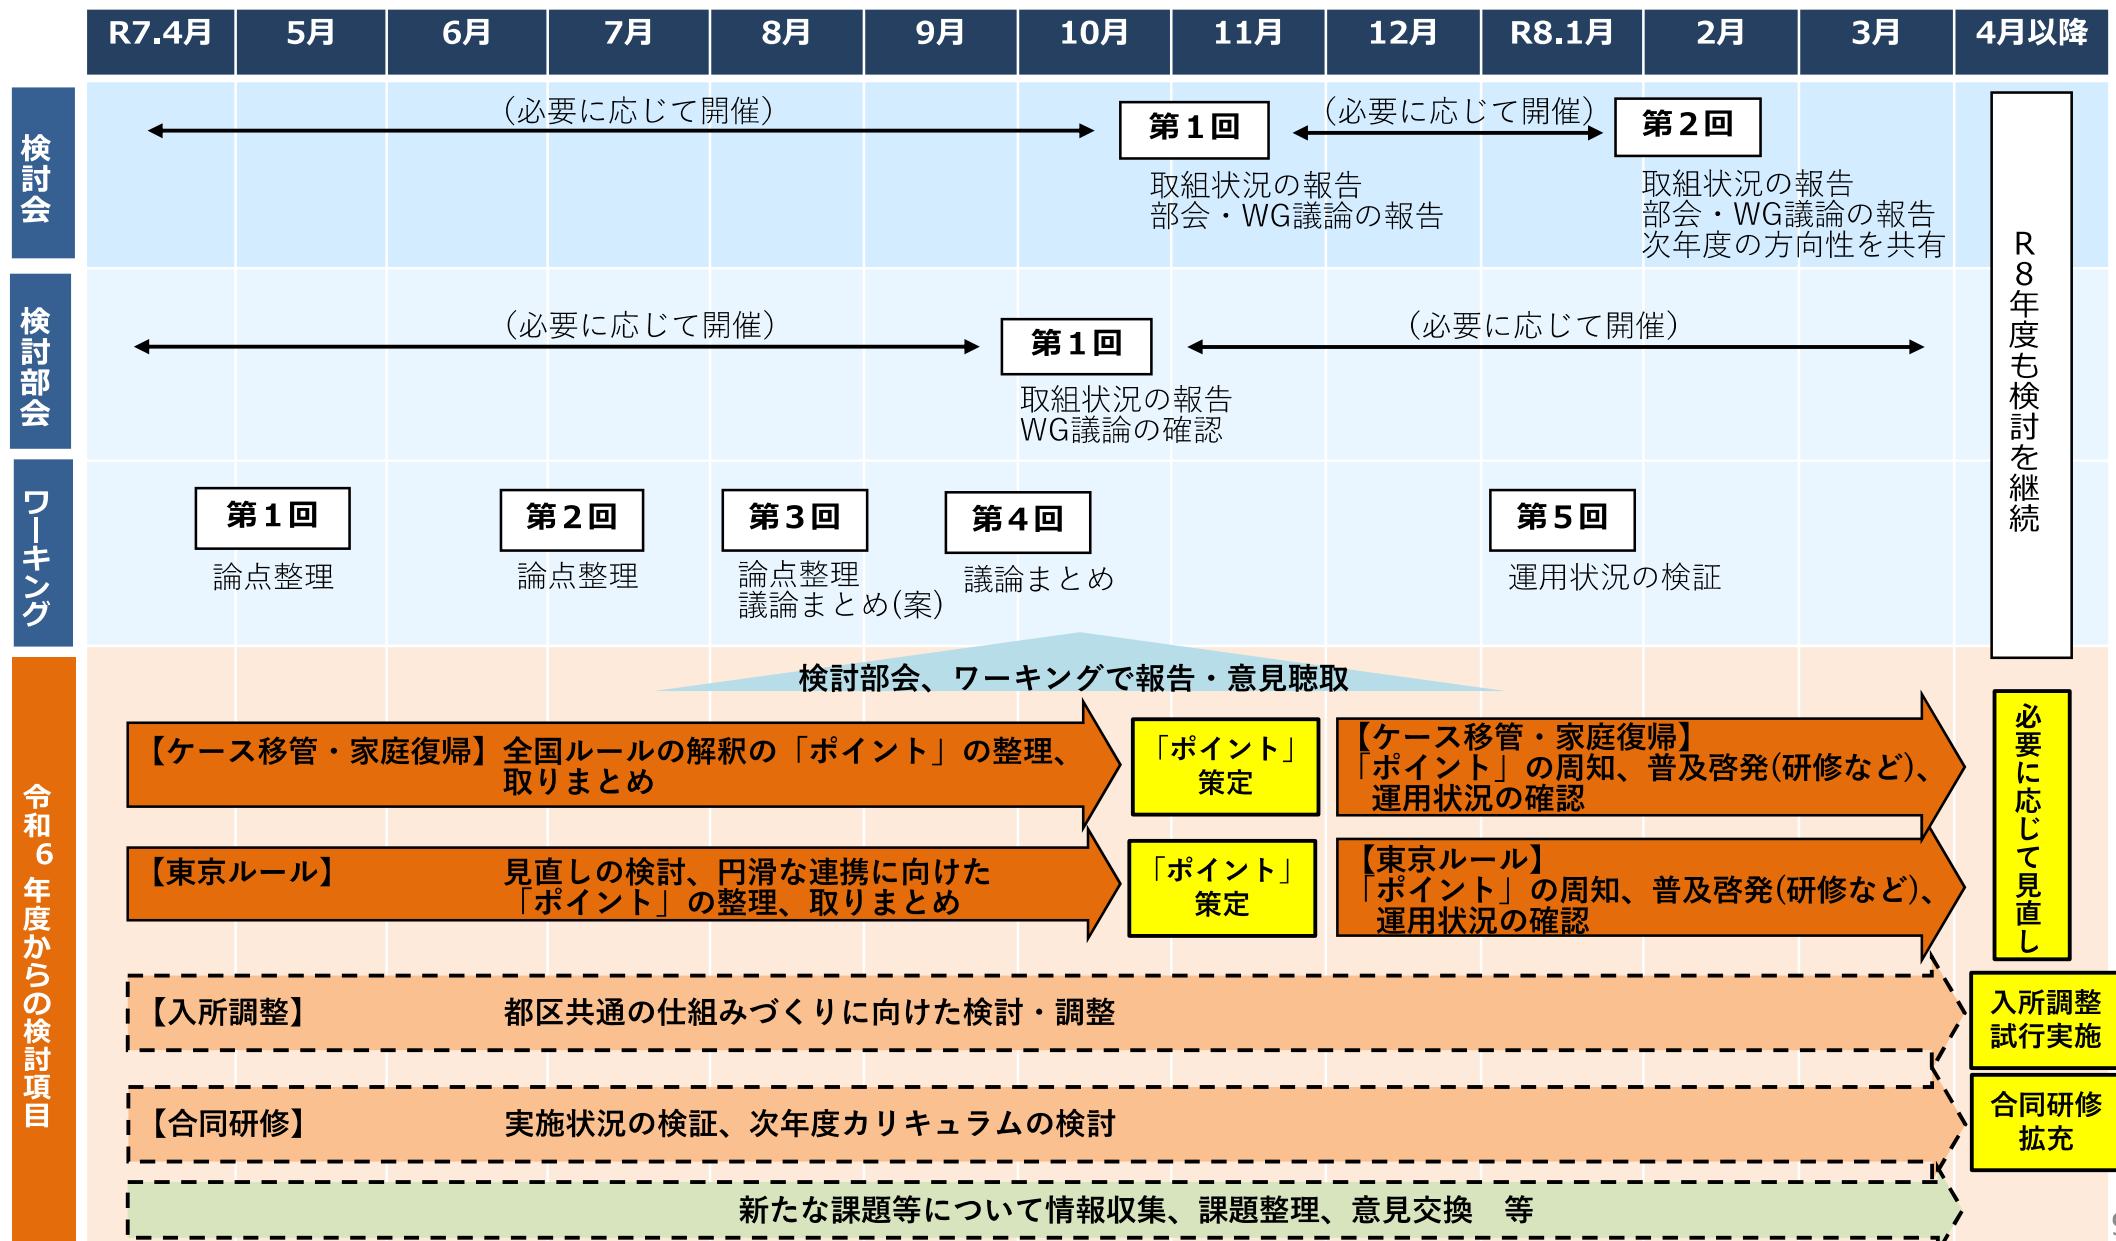 R7.4月 5月 6月 7月 8月 9月 10月 11月 12月 R8.1月 2月 3月 4月以降
検討会
（必要に応じて開催）
第１回
取組状況の報告
部会・WG議論の報告
（必要に応じて開催）
第２回
取組状況の報告
部会・WG議論の報告
次年度の方向性を共有
R8年度も検討を継続
検討部会
（必要に応じて開催）
第１回
取組状況の報告
WG議論の確認
（必要に応じて開催）
ワーキング
第１回
論点整理
第２回
論点整理
第３回
論点整理
議論まとめ(案)
第４回
議論まとめ
第５回
運用状況の検証
令和６年度からの検討項目
検討部会、ワーキングで報告・意見聴取
【ケース移管・家庭復帰】全国ルールの解釈の「ポイント」の整理、
取りまとめ
「ポイント」
策定
【ケース移管・家庭復帰】
「ポイント」の周知、普及啓発(研修など)、
運用状況の確認
必要に応じて見直し
【東京ルール】 見直しの検討、円滑な連携に向けた
「ポイント」の整理、取りまとめ
「ポイント」
策定
【東京ルール】
「ポイント」の周知、普及啓発(研修など)、
運用状況の確認
【入所調整】 都区共通の仕組みづくりに向けた検討・調整
入所調整
試行実施
【合同研修】 実施状況の検証、次年度カリキュラムの検討
合同研修
拡充
新たな課題等について情報収集、課題整理、意見交換　等